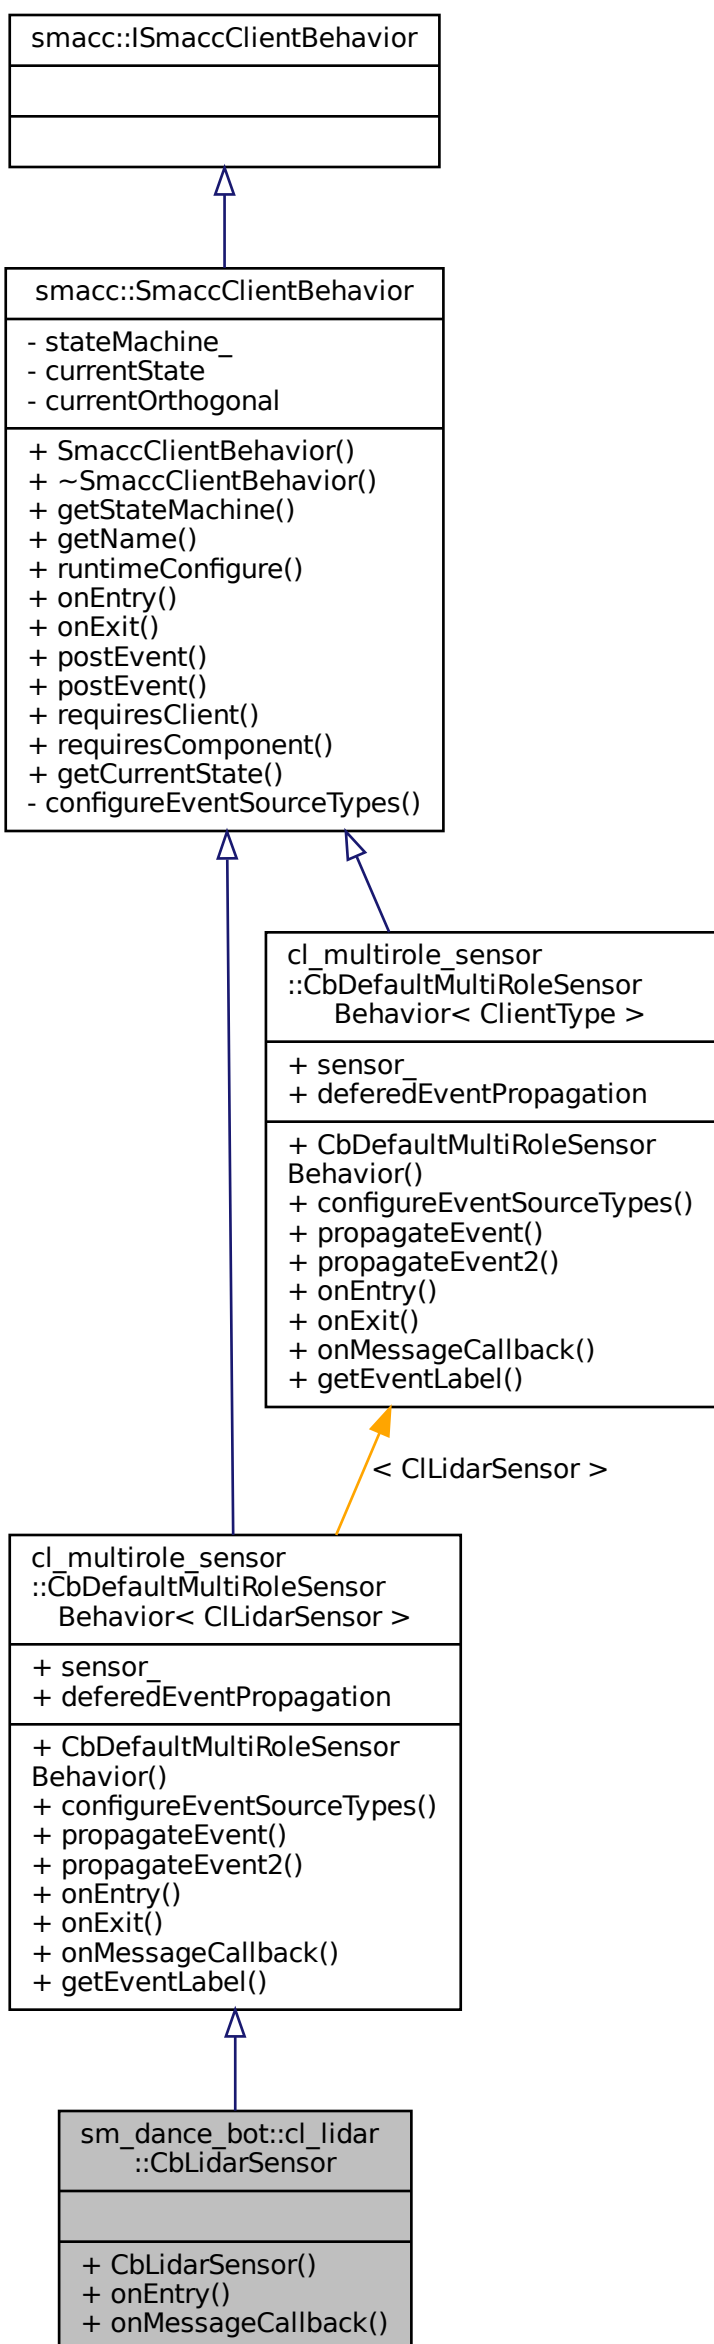 smacc::ISmaccClientBehavior
smacc::SmaccClientBehavior
- stateMachine_
- currentState
- currentOrthogonal
+ SmaccClientBehavior()
+ ~SmaccClientBehavior()
+ getStateMachine()
+ getName()
+ runtimeConfigure()
+ onEntry()
+ onExit()
+ postEvent()
+ postEvent()
+ requiresClient()
+ requiresComponent()
+ getCurrentState()
- configureEventSourceTypes()
cl_multirole_sensor
::CbDefaultMultiRoleSensor
Behavior< ClientType >
+ sensor_
+ deferedEventPropagation
+ CbDefaultMultiRoleSensor
Behavior()
+ configureEventSourceTypes()
+ propagateEvent()
+ propagateEvent2()
+ onEntry()
+ onExit()
+ onMessageCallback()
+ getEventLabel()
< ClLidarSensor >
cl_multirole_sensor
::CbDefaultMultiRoleSensor
Behavior< ClLidarSensor >
+ sensor_
+ deferedEventPropagation
+ CbDefaultMultiRoleSensor
Behavior()
+ configureEventSourceTypes()
+ propagateEvent()
+ propagateEvent2()
+ onEntry()
+ onExit()
+ onMessageCallback()
+ getEventLabel()
sm_dance_bot::cl_lidar
::CbLidarSensor
+ CbLidarSensor()
+ onEntry()
+ onMessageCallback()